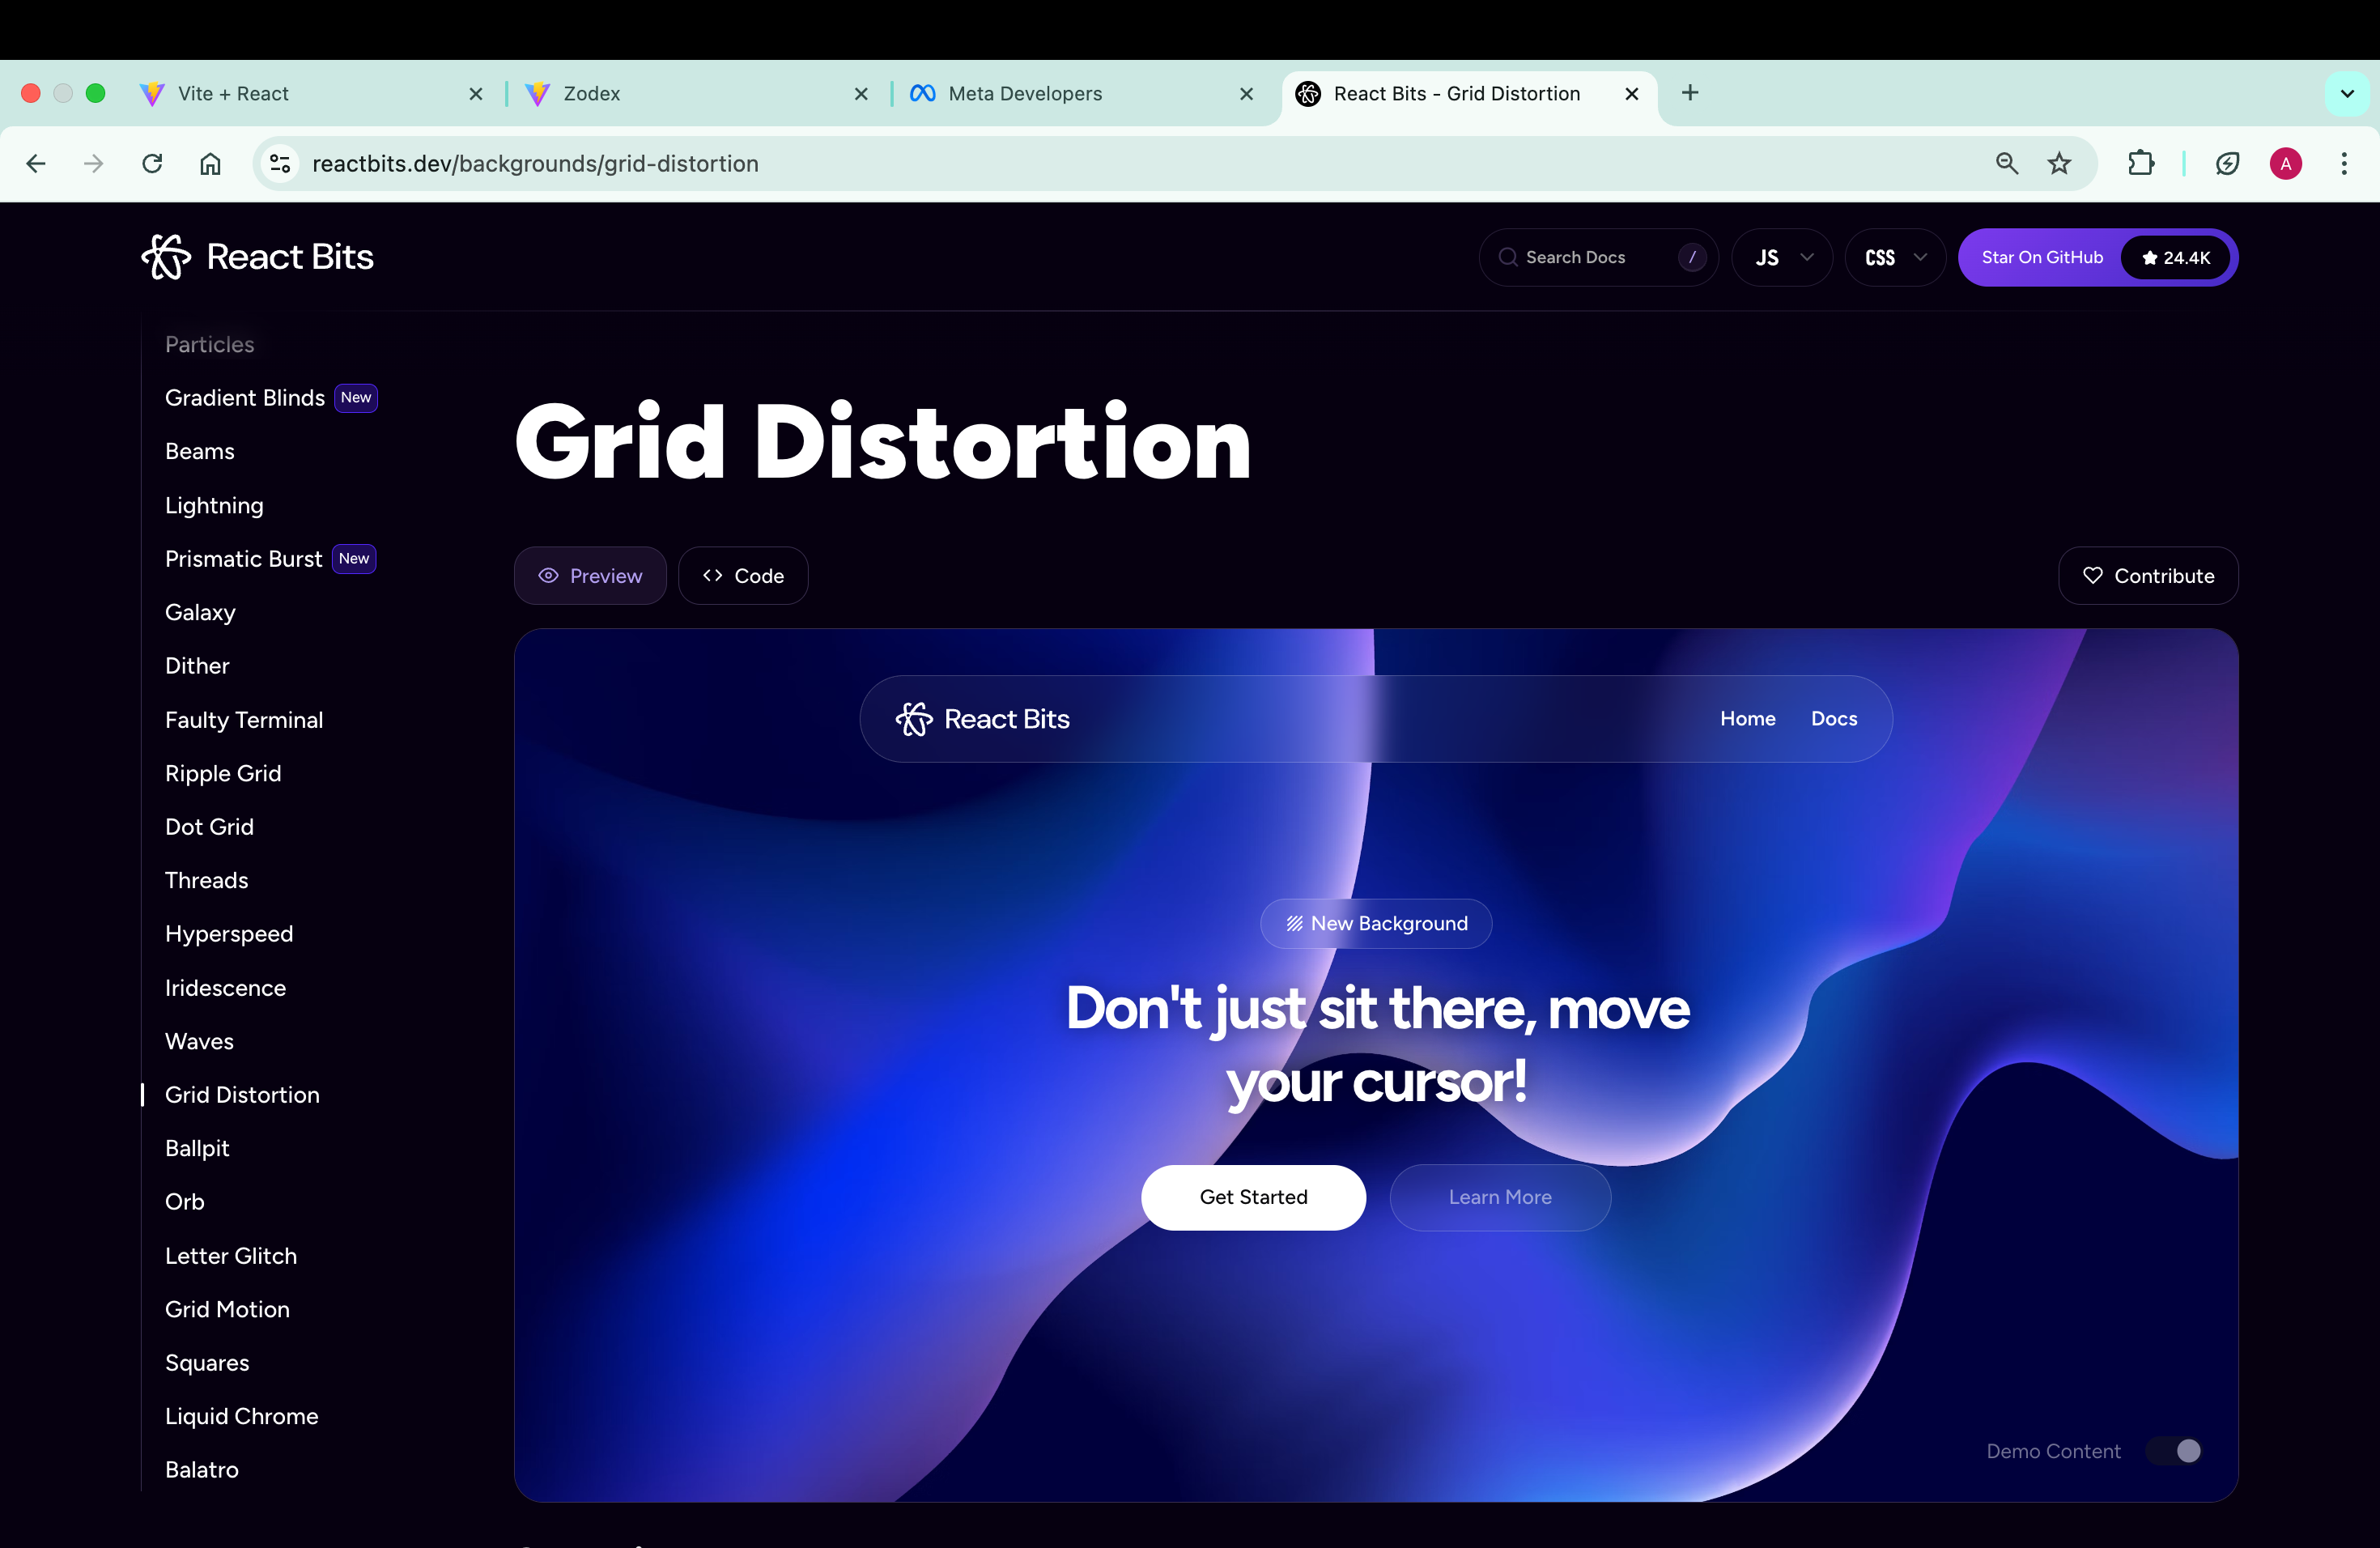 Vite + React
Zodex
Meta Developers
React Bits - Grid Distortion
reactbits.dev/backgrounds/grid-distortion
A
React Bits
Search Docs /
JS
CSS
Star On GitHub 24.4K
Particles
Gradient Blinds New
Beams
Lightning
Prismatic Burst New
Galaxy
Dither
Faulty Terminal
Ripple Grid
Dot Grid
Threads
Hyperspeed
Iridescence
Waves
Grid Distortion
Ballpit
Orb
Letter Glitch
Grid Motion
Squares
Liquid Chrome
Balatro
Grid Distortion
Preview
Code
Contribute
React Bits
Home
Docs
New Background
Don't just sit there, move
your cursor!
Get Started
Learn More
Demo Content